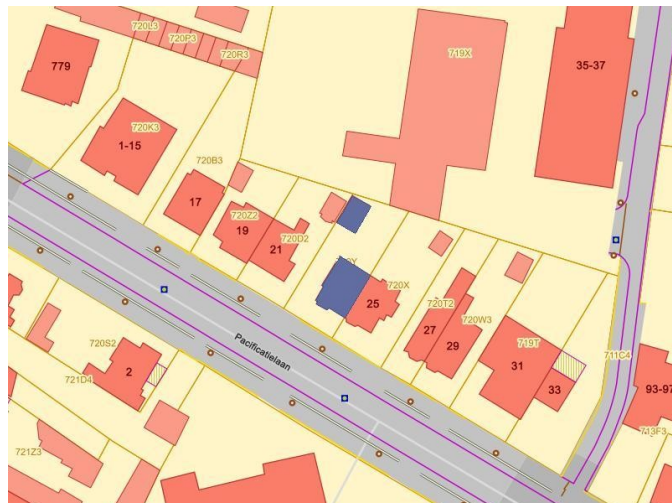 720L3
720P3
720R3
719X
35-37
779
720K3
1-15
720B3
17
720Z2
19
720D2
21
720X
25
720T2
27
720W3
29
719T
31
33
711C4
93-97
713F3
Pacificatielaan
720S2
2
721D4
721Z3